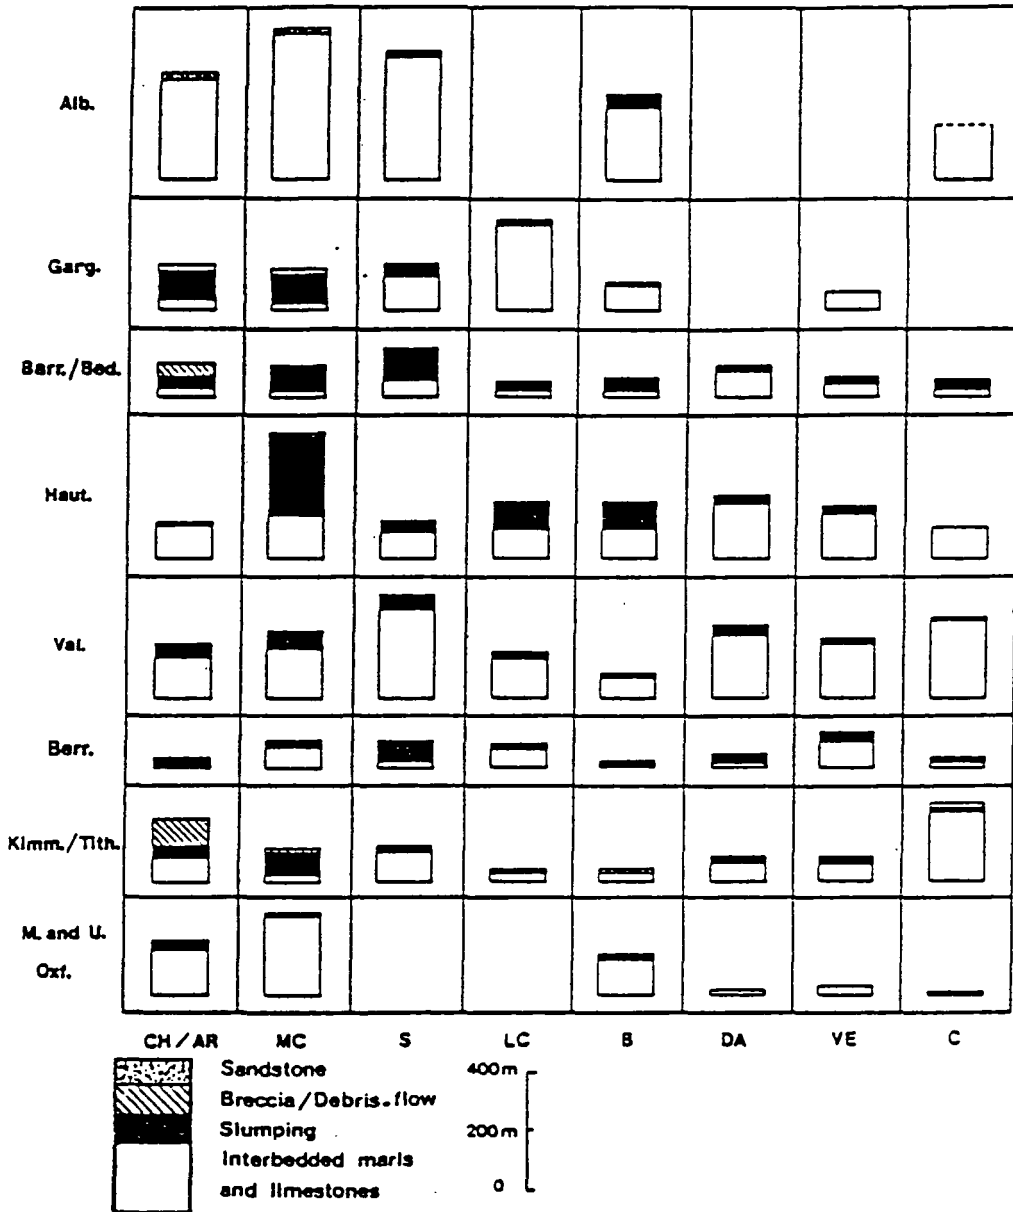 Alb.
Garg.
Barr./Bed.
Haut.
Val.
Berr.
Kimm./Tith.
M. and U.
Oxf.
CH/AR MC S LC B DA VE C
Sandstone
Breccia/Debris.flow
Slumping
Interbedded marls
and limestones
400m
200m
0